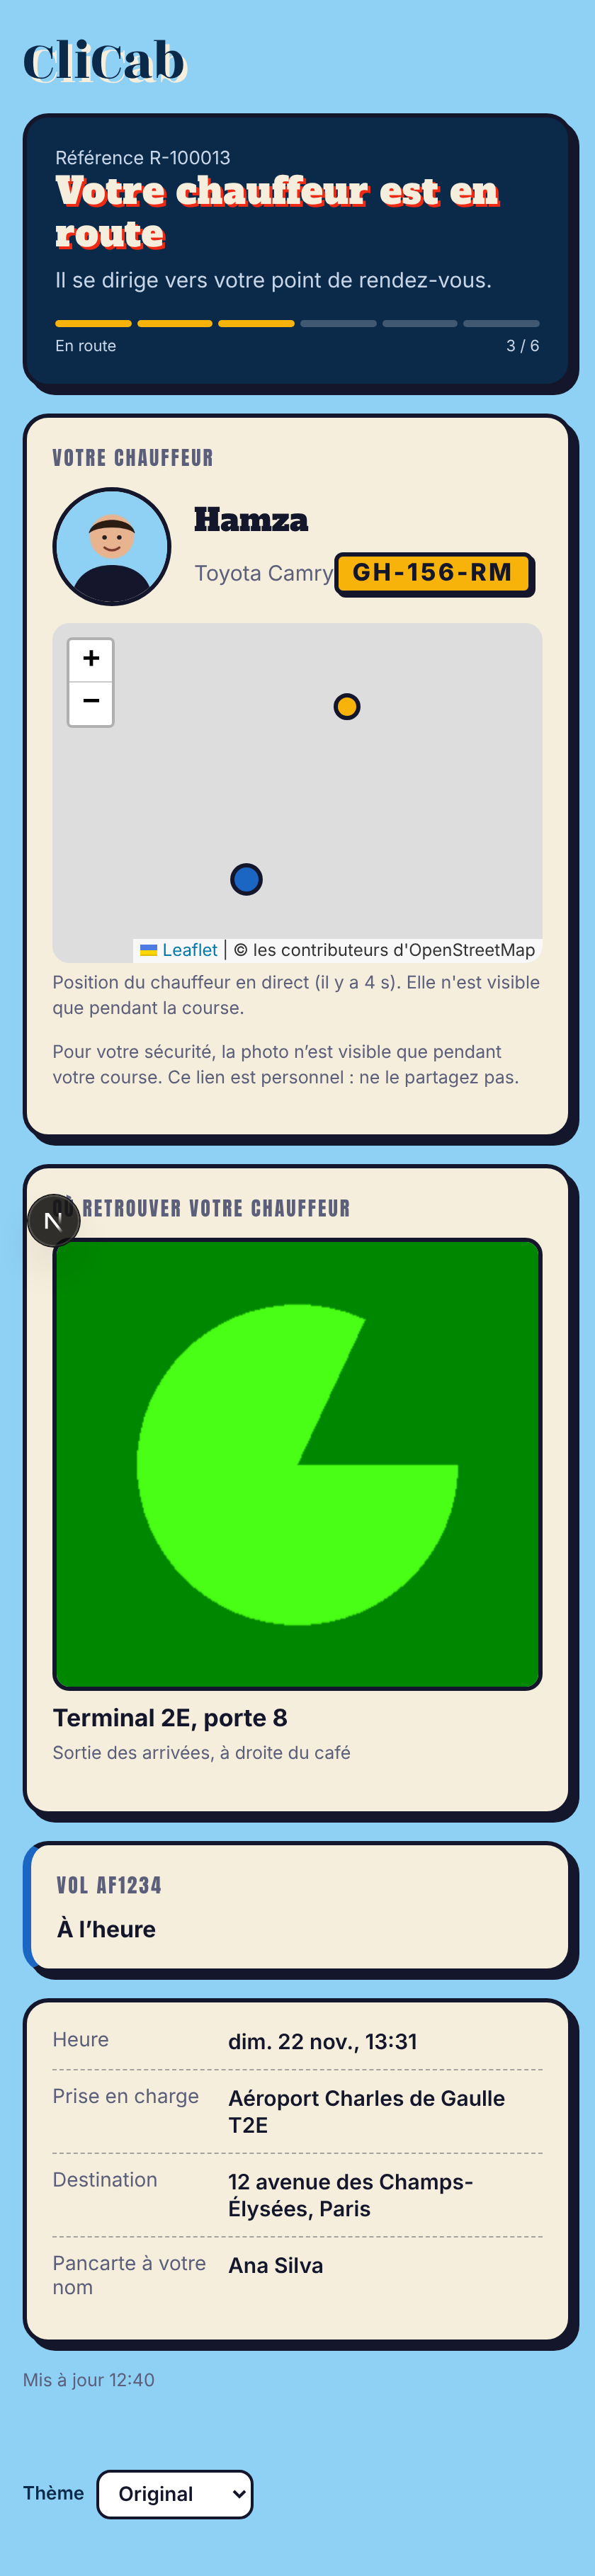 CliCab
Référence R-100013
Votre chauffeur est en
route
Il se dirige vers votre point de rendez-vous.
En route 3 / 6
VOTRE CHAUFFEUR
Hamza
Toyota Camry GH-156-RM
+
−
Leaflet | © les contributeurs d'OpenStreetMap
Position du chauffeur en direct (il y a 4 s). Elle n'est visible
que pendant la course.
Pour votre sécurité, la photo n’est visible que pendant
votre course. Ce lien est personnel : ne le partagez pas.
N
OÙ RETROUVER VOTRE CHAUFFEUR
Terminal 2E, porte 8
Sortie des arrivées, à droite du café
VOL AF1234
À l’heure
Heure dim. 22 nov., 13:31
Prise en charge Aéroport Charles de Gaulle
T2E
Destination 12 avenue des Champs-
Élysées, Paris
Pancarte à votre Ana Silva
nom
Mis à jour 12:40
Thème Original